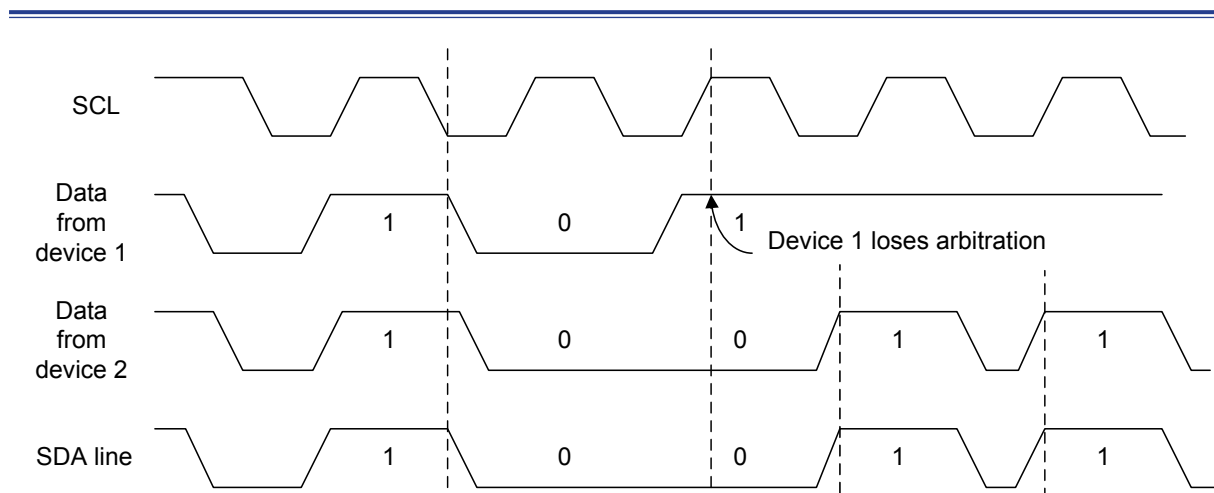 SCL
Data
from
device 1
1 0 1
Device 1 loses arbitration
Data
from
device 2
1 0 0 1 1
SDA line
1 0 0 1 1